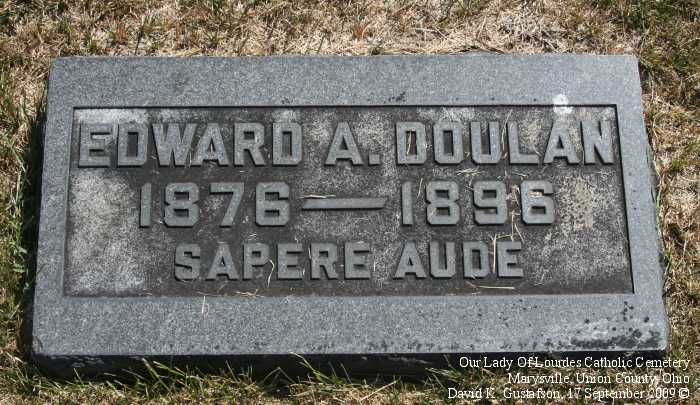 EDWARD A. DOULAN
1876 — 1896
SAPERE AUDE
Our Lady Of Lourdes Catholic Cemetery
Marysville, Union County, Ohio
David K. Gustafson, 17 September 2009 ©